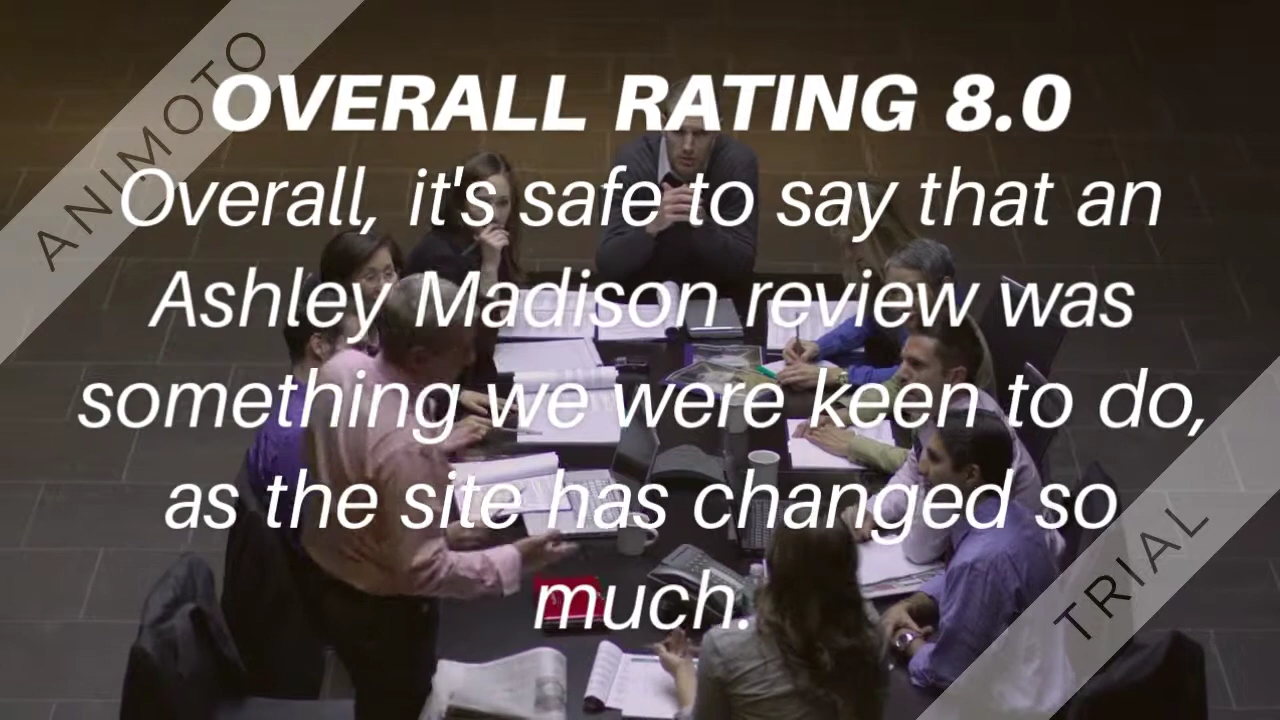 ANIMOTO
OVERALL RATING 8.0
Overall, it's safe to say that an
Ashley Madison review was
something we were keen to do,
as the site has changed so
much.
TRIAL